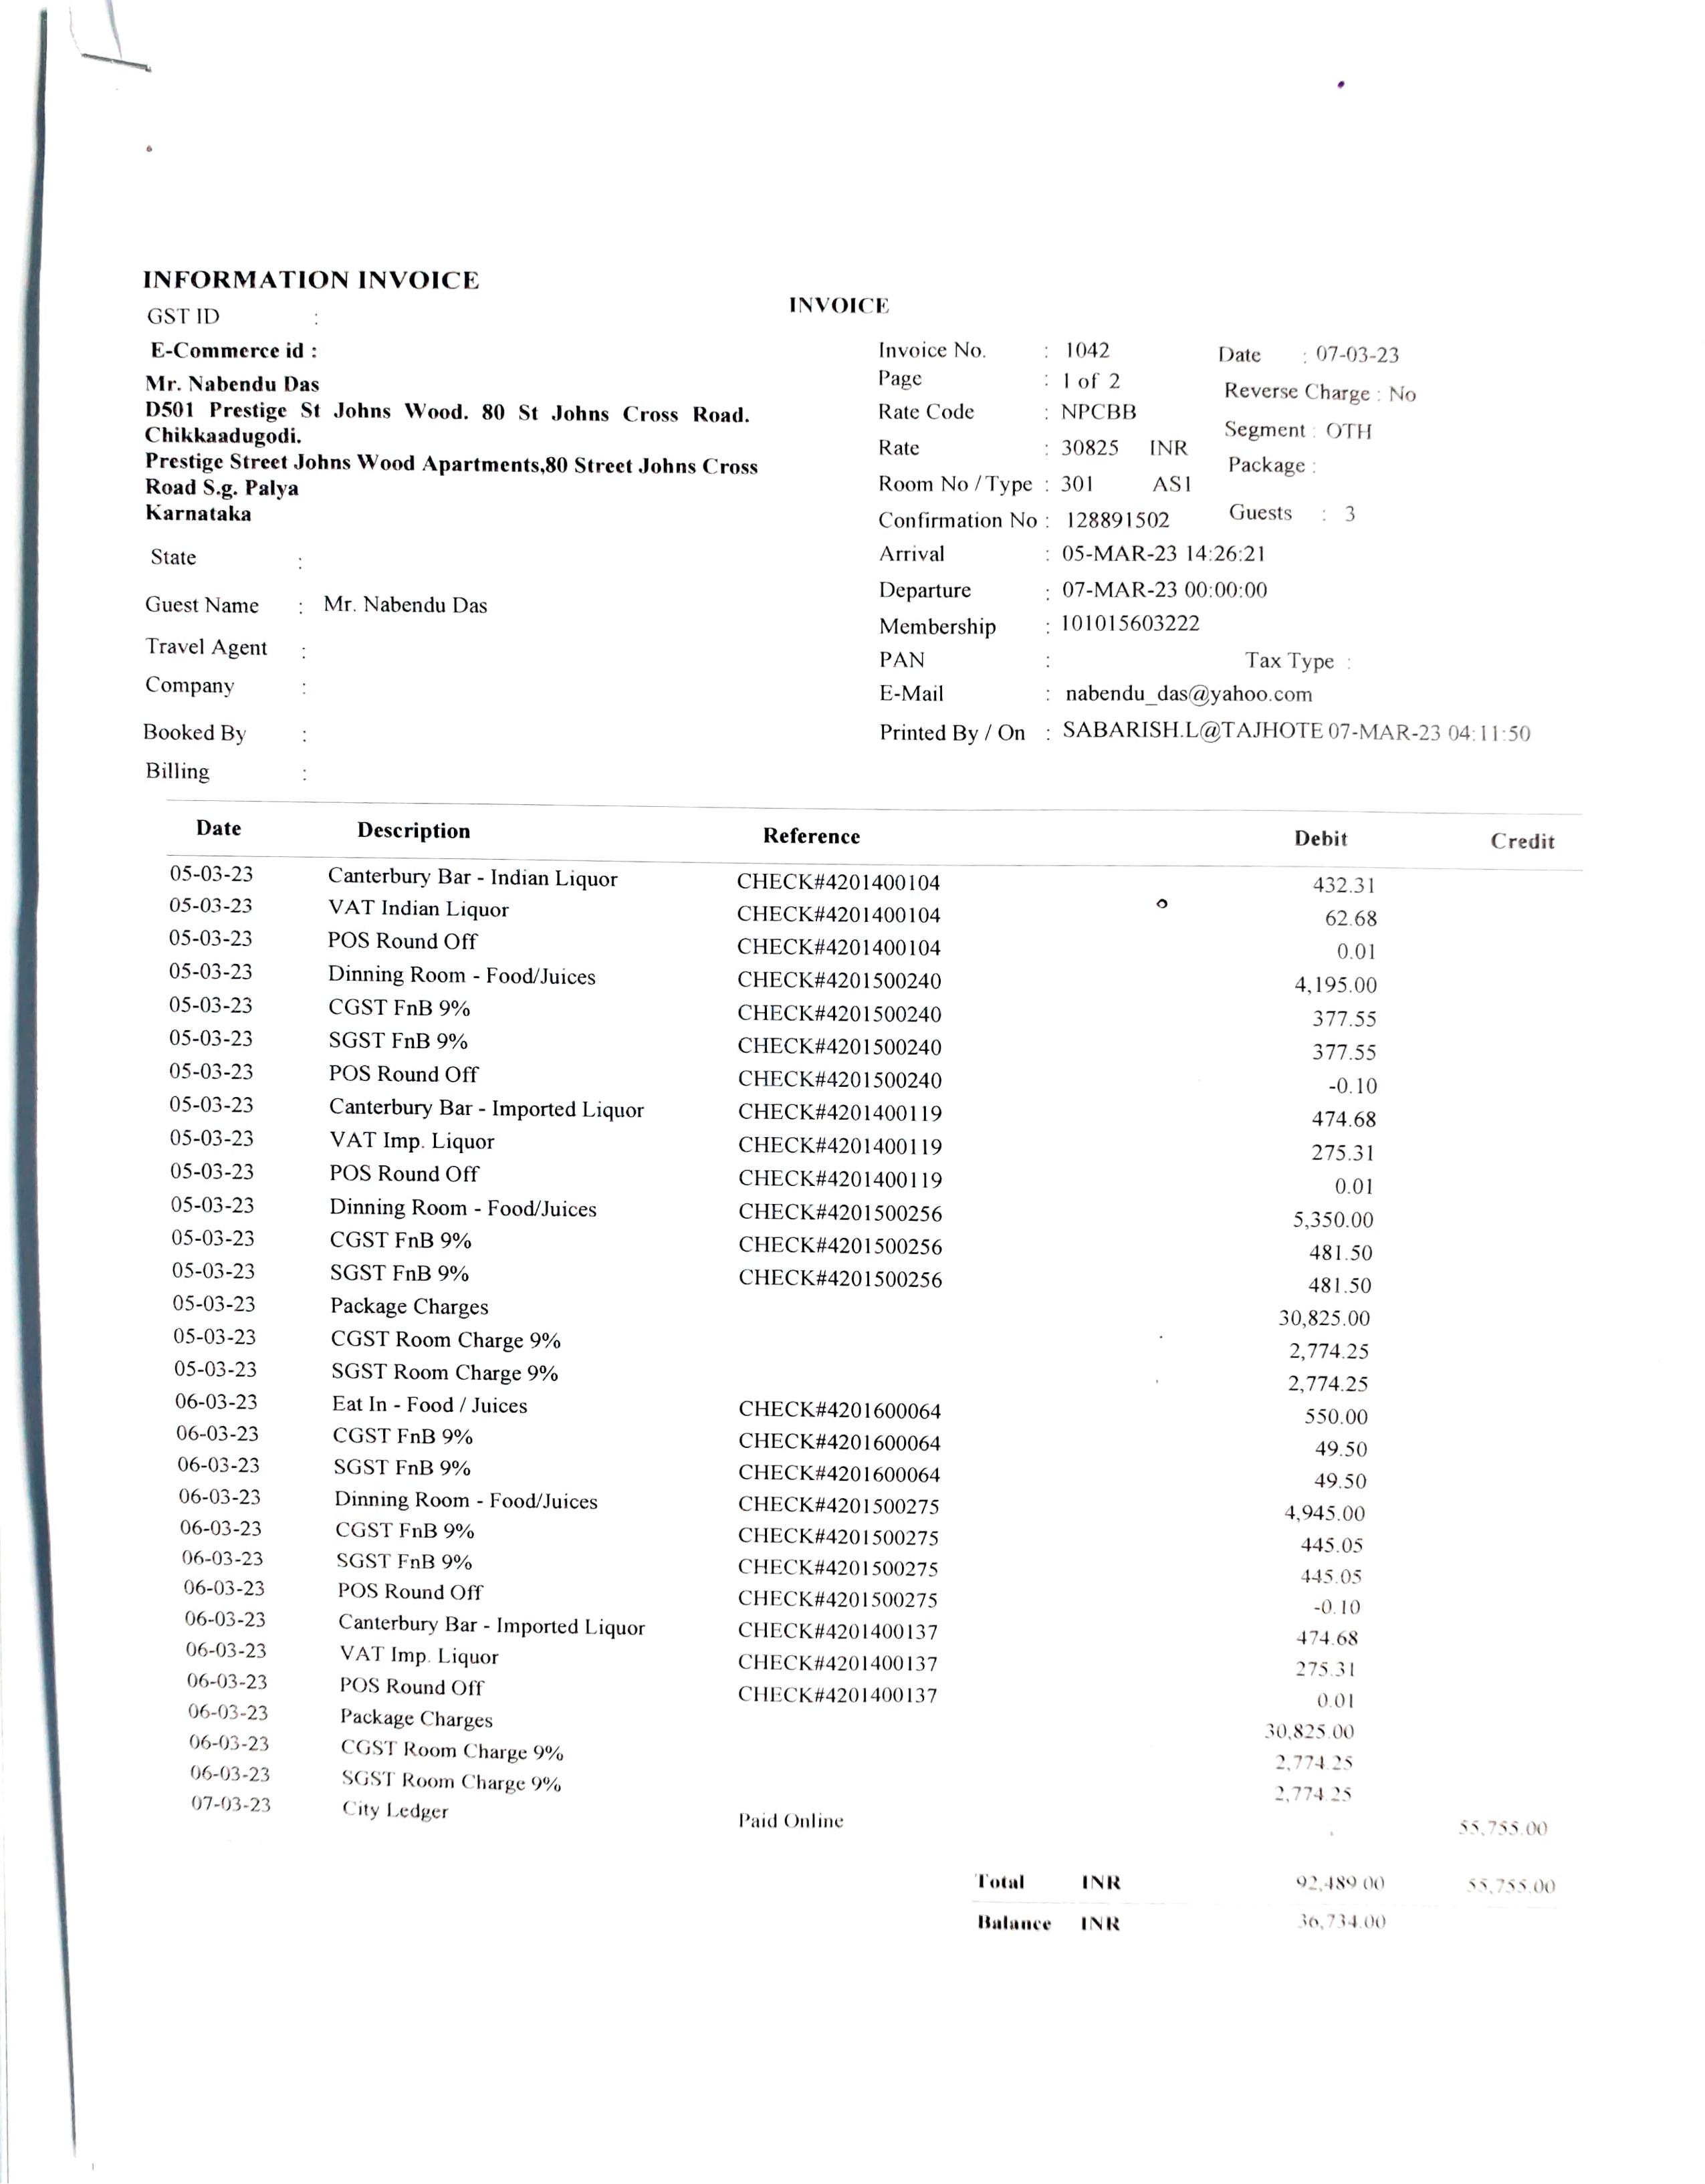 INFORMATION INVOICE
INVOICE
GST ID :
E-Commerce id :
Mr. Nabendu Das
D501 Prestige St Johns Wood. 80 St Johns Cross Road.
Chikkaadugodi.
Prestige Street Johns Wood Apartments,80 Street Johns Cross
Road S.g. Palya
Karnataka
State :
Guest Name : Mr. Nabendu Das
Travel Agent :
Company :
Booked By :
Billing :
Invoice No. : 1042 Date : 07-03-23
Page : 1 of 2
Reverse Charge : No
Rate Code : NPCBB
Segment : OTH
Rate : 30825 INR
Package :
Room No / Type : 301 AS1
Confirmation No : 128891502 Guests : 3
Arrival : 05-MAR-23 14:26:21
Departure : 07-MAR-23 00:00:00
Membership : 101015603222
PAN : Tax Type :
E-Mail : nabendu_das@yahoo.com
Printed By / On : SABARISH.L@TAJHOTE 07-MAR-23 04:11:50
Date Description Reference Debit Credit
05-03-23 Canterbury Bar - Indian Liquor CHECK#4201400104 432.31
05-03-23 VAT Indian Liquor CHECK#4201400104 62.68
05-03-23 POS Round Off CHECK#4201400104 0.01
05-03-23 Dinning Room - Food/Juices CHECK#4201500240 4,195.00
05-03-23 CGST FnB 9% CHECK#4201500240 377.55
05-03-23 SGST FnB 9% CHECK#4201500240 377.55
05-03-23 POS Round Off CHECK#4201500240 -0.10
05-03-23 Canterbury Bar - Imported Liquor CHECK#4201400119 474.68
05-03-23 VAT Imp. Liquor CHECK#4201400119 275.31
05-03-23 POS Round Off CHECK#4201400119 0.01
05-03-23 Dinning Room - Food/Juices CHECK#4201500256 5,350.00
05-03-23 CGST FnB 9% CHECK#4201500256 481.50
05-03-23 SGST FnB 9% CHECK#4201500256 481.50
05-03-23 Package Charges 30,825.00
05-03-23 CGST Room Charge 9% 2,774.25
05-03-23 SGST Room Charge 9% 2,774.25
06-03-23 Eat In - Food / Juices CHECK#4201600064 550.00
06-03-23 CGST FnB 9% CHECK#4201600064 49.50
06-03-23 SGST FnB 9% CHECK#4201600064 49.50
06-03-23 Dinning Room - Food/Juices CHECK#4201500275 4,945.00
06-03-23 CGST FnB 9% CHECK#4201500275 445.05
06-03-23 SGST FnB 9% CHECK#4201500275 445.05
06-03-23 POS Round Off CHECK#4201500275 -0.10
06-03-23 Canterbury Bar - Imported Liquor CHECK#4201400137 474.68
06-03-23 VAT Imp. Liquor CHECK#4201400137 275.31
06-03-23 POS Round Off CHECK#4201400137 0.01
06-03-23 Package Charges 30,825.00
06-03-23 CGST Room Charge 9% 2,774.25
06-03-23 SGST Room Charge 9% 2,774.25
07-03-23 City Ledger Paid Online 55,755.00
Total INR 92,489.00 55,755.00
Balance INR 36,734.00